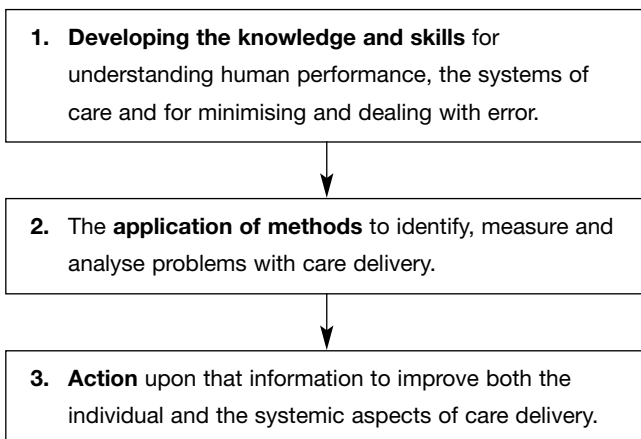 1. Developing the knowledge and skills for
understanding human performance, the systems of
care and for minimising and dealing with error.
2. The application of methods to identify, measure and
analyse problems with care delivery.
3. Action upon that information to improve both the
individual and the systemic aspects of care delivery.